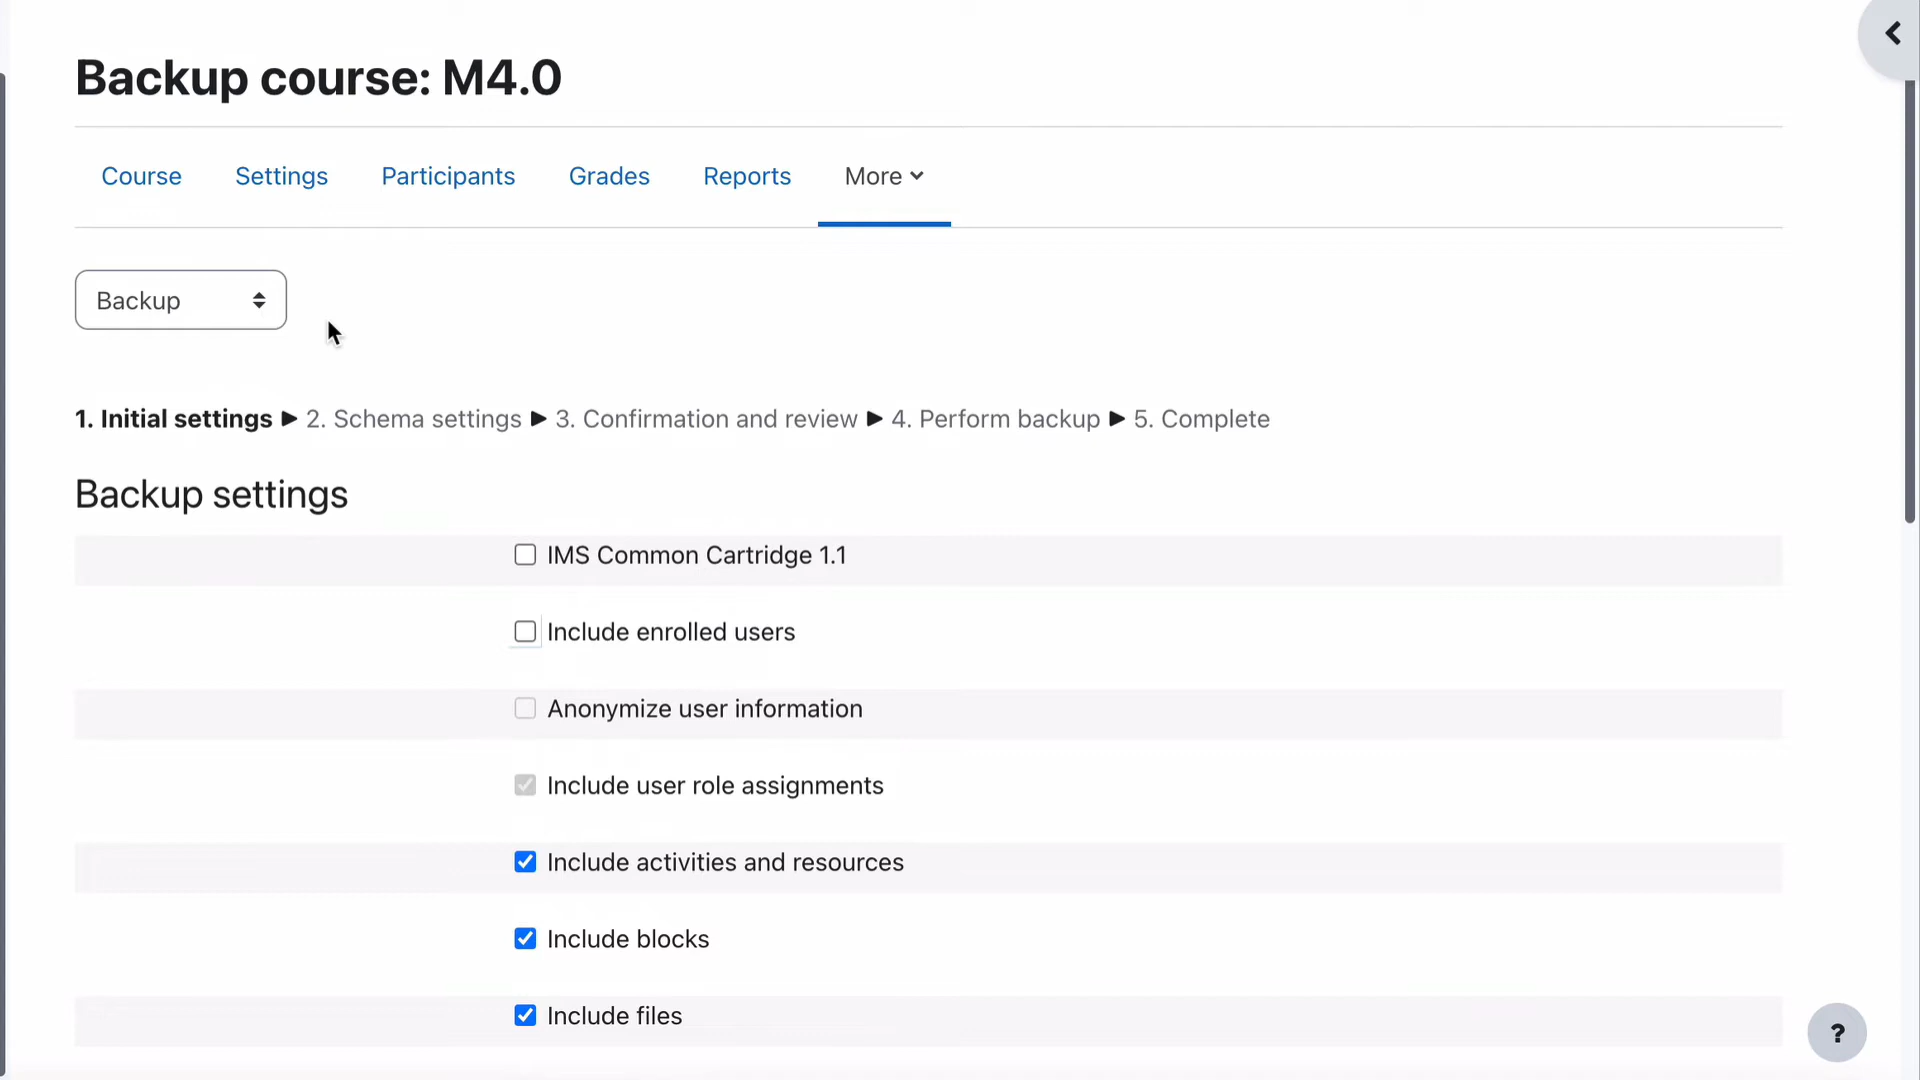 Backup course: M4.0
Course Settings Participants Grades Reports More
Backup
1. Initial settings ► 2. Schema settings ► 3. Confirmation and review ► 4. Perform backup ► 5. Complete
Backup settings
IMS Common Cartridge 1.1
Include enrolled users
Anonymize user information
Include user role assignments
Include activities and resources
Include blocks
Include files
?